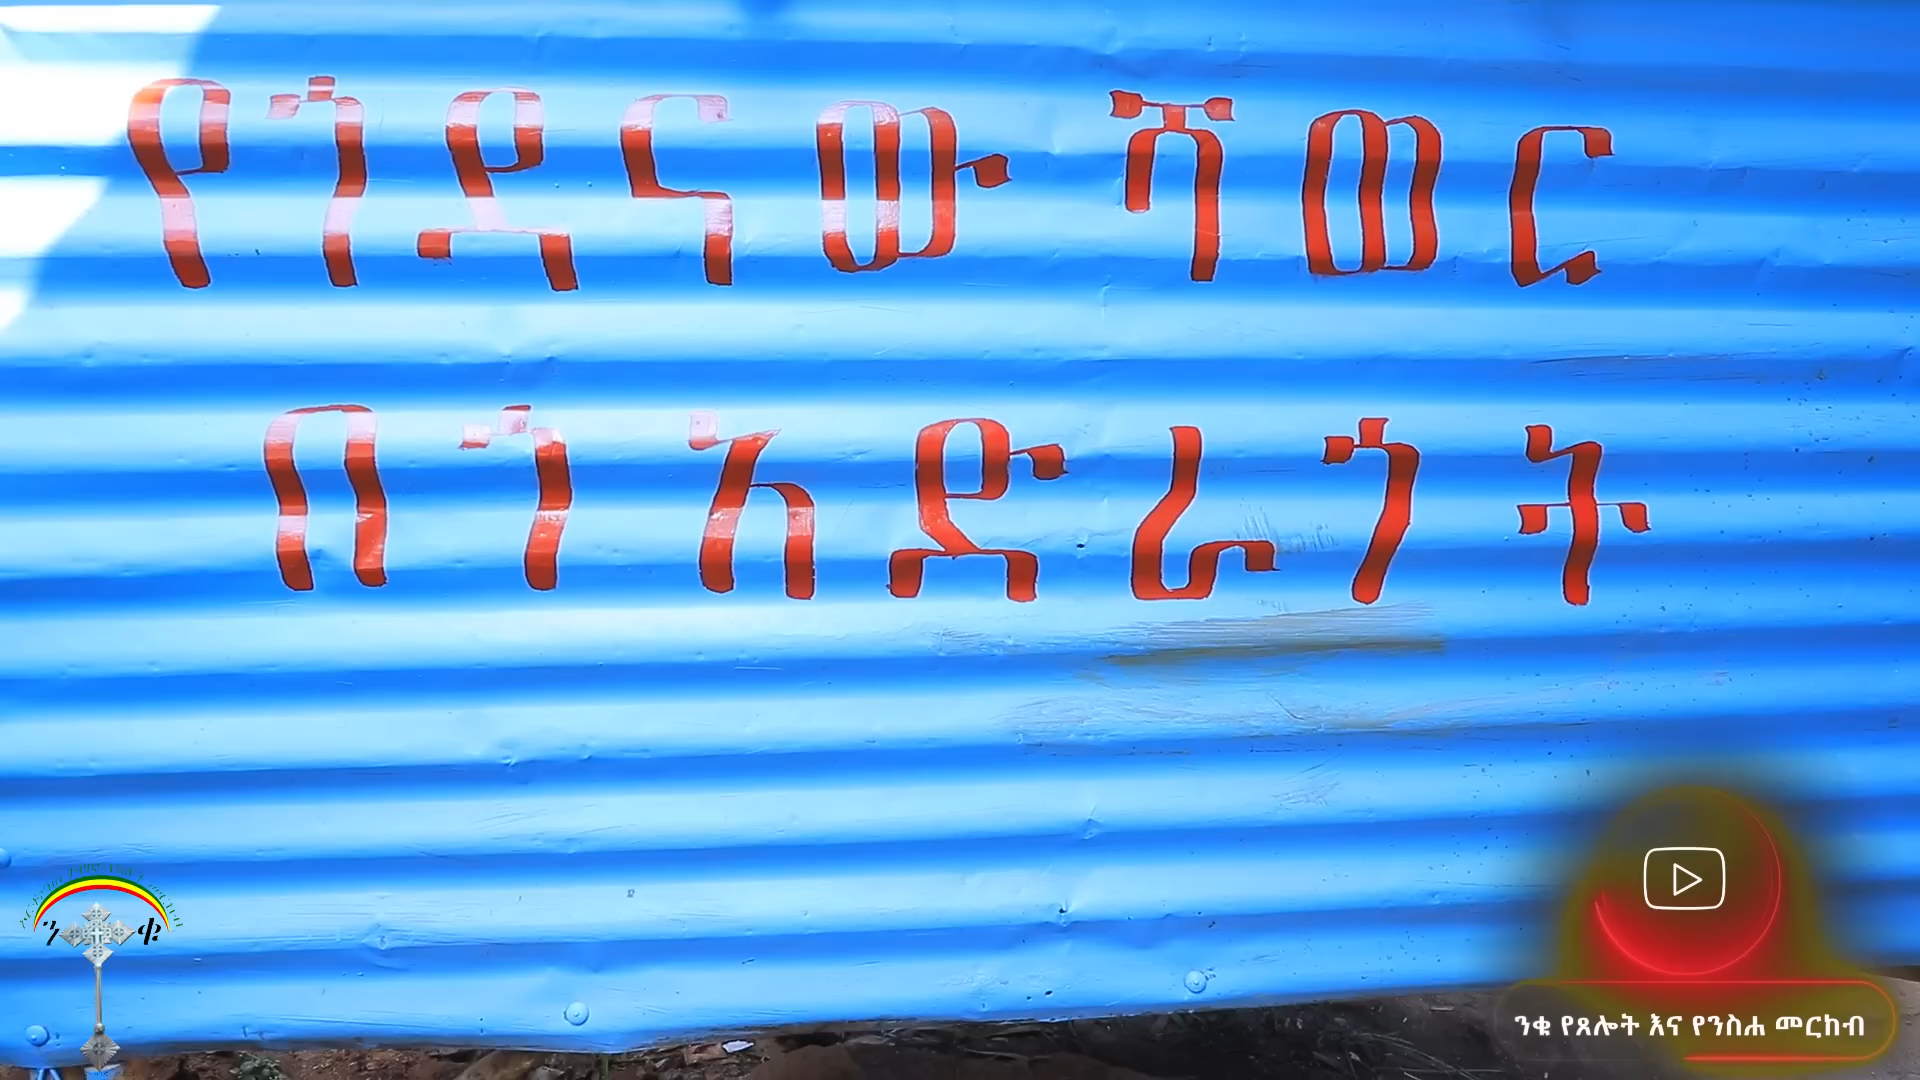 የጎደናው ሻወር
በጎ አድራጎት
ን ቁ
ንቁ የጸሎት እና የንስሐ መርከብ